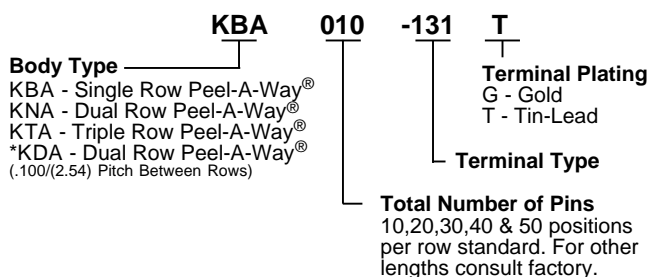 KBA 010 -131 T
Body Type
KBA - Single Row Peel-A-Way®
KNA - Dual Row Peel-A-Way®
KTA - Triple Row Peel-A-Way®
*KDA - Dual Row Peel-A-Way®
(.100/(2.54) Pitch Between Rows)
Terminal Plating
G - Gold
T - Tin-Lead
Terminal Type
Total Number of Pins
10,20,30,40 & 50 positions
per row standard. For other
lengths consult factory.